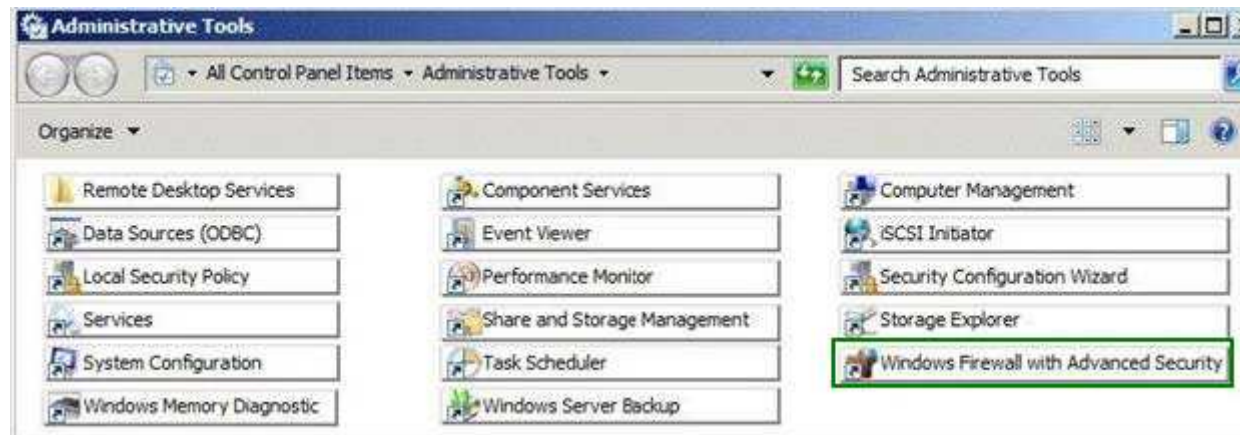 Administrative Tools
All Control Panel Items Administrative Tools Search Administrative Tools
Organize
Remote Desktop Services Component Services Computer Management
Data Sources (ODBC) Event Viewer iSCSI Initiator
Local Security Policy Performance Monitor Security Configuration Wizard
Services Share and Storage Management Storage Explorer
System Configuration Task Scheduler Windows Firewall with Advanced Security
Windows Memory Diagnostic Windows Server Backup